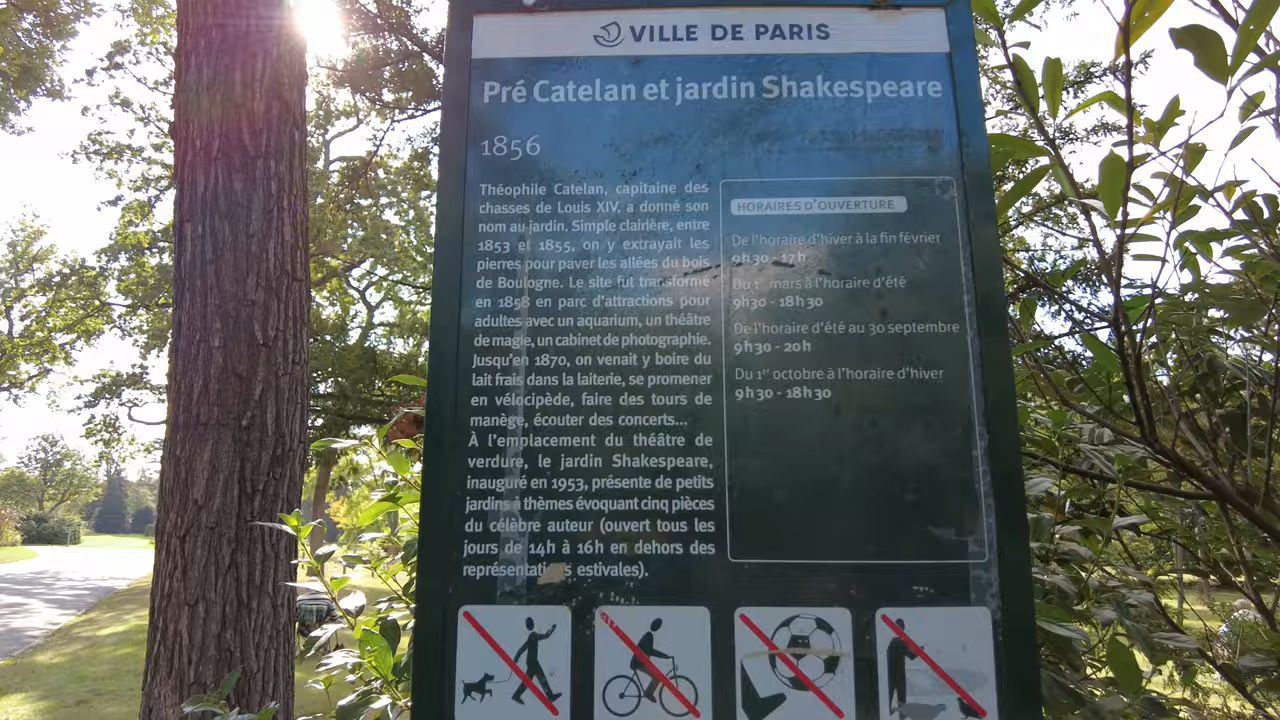 VILLE DE PARIS
Pré Catelan et jardin Shakespeare
1856
Théophile Catelan, capitaine des
chasses de Louis XIV, a donné son
nom au jardin. Simple clairière, entre
1853 et 1855, on y extrayait les
pierres pour paver les allées du bois
de Boulogne. Le site fut transformé
en 1858 en parc d'attractions pour
adultes avec un aquarium, un théâtre
de magie, un cabinet de photographie.
Jusqu'en 1870, on venait y boire du
lait frais dans la laiterie, se promener
en vélocipède, faire des tours de
manège, écouter des concerts...
À l'emplacement du théâtre de
verdure, le jardin Shakespeare,
inauguré en 1953, présente de petits
jardins à thèmes évoquant cinq pièces
du célèbre auteur (ouvert tous les
jours de 14h à 16h en dehors des
représentations estivales).
HORAIRES D'OUVERTURE
De l'horaire d'hiver à la fin février
9h30 - 17h
Du 1er mars à l'horaire d'été
9h30 - 18h30
De l'horaire d'été au 30 septembre
9h30 - 20h
Du 1er octobre à l'horaire d'hiver
9h30 - 18h30